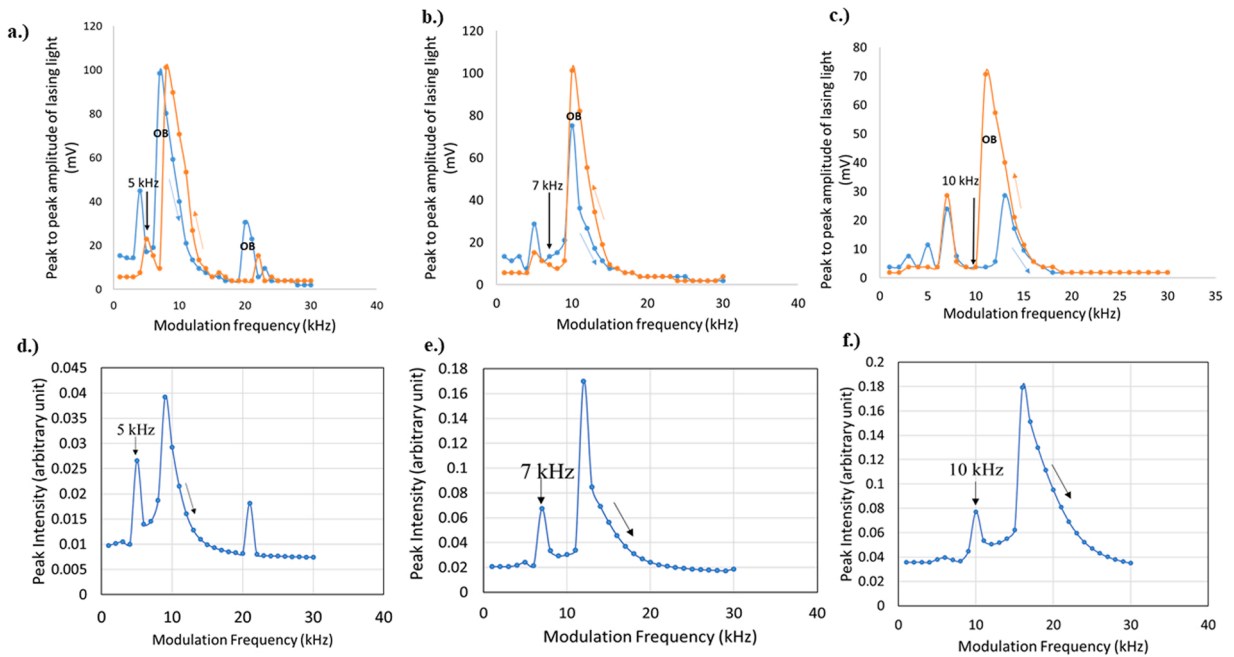 a.)
Peak to peak amplitude of lasing light
(mV)
120
100
80
60
40
20
0
5 kHz
OB
OB
0 10 20 30 40
Modulation frequency (kHz)
b.)
Peak to peak amplitude of lasing light
(mV)
120
100
80
60
40
20
0
OB
7 kHz
0 10 20 30 40
Modulation frequency (kHz)
c.)
Peak to peak amplitude of lasing light
(mV)
80
70
60
50
40
30
20
10
0
OB
10 kHz
0 5 10 15 20 25 30 35
Modulation frequency (kHz)
d.)
Peak Intensity (arbitrary unit)
0.045
0.04
0.035
0.03
0.025
0.02
0.015
0.01
0.005
0
5 kHz
0 10 20 30 40
Modulation Frequency (kHz)
e.)
Peak Intensity (arbitrary unit)
0.18
0.16
0.14
0.12
0.1
0.08
0.06
0.04
0.02
0
7 kHz
0 10 20 30 40
Modulation Frequency (kHz)
f.)
Peak Intensity (arbitrary unit)
0.2
0.18
0.16
0.14
0.12
0.1
0.08
0.06
0.04
0.02
0
10 kHz
0 10 20 30 40
Modulation Frequency (kHz)